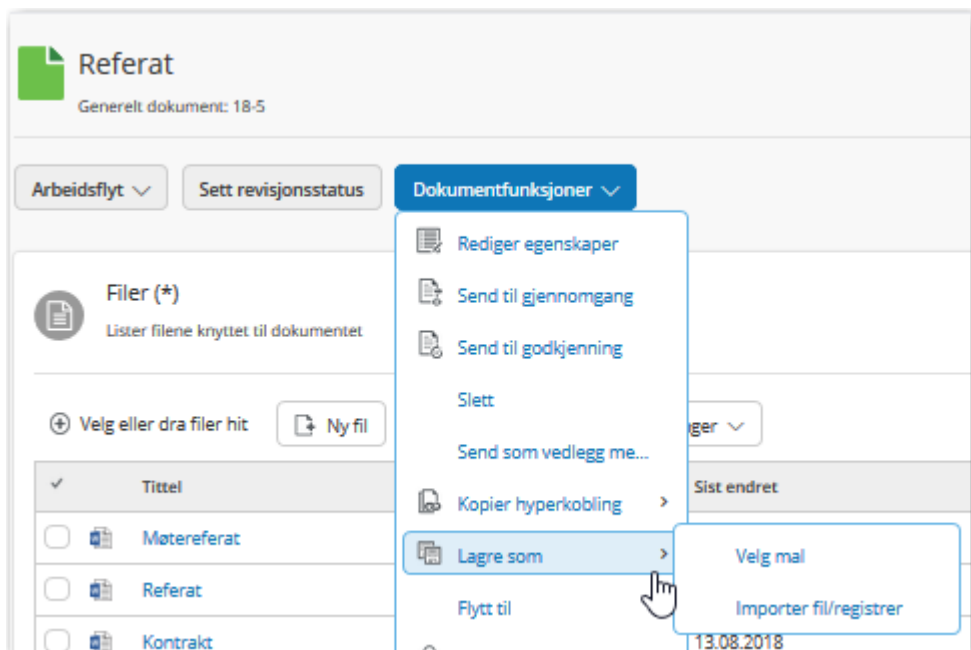 Referat
Generelt dokument: 18-5
Arbeidsflyt
Sett revisjonsstatus
Dokumentfunksjoner
Rediger egenskaper
Send til gjennomgang
Send til godkjenning
Slett
Send som vedlegg me...
Kopier hyperkobling
Lagre som
Flytt til
Velg mal
Importer fil/registrer
Filer (*)
Lister filene knyttet til dokumentet
Velg eller dra filer hit
Ny fil
Tittel
Sist endret
Møtereferat
Referat
Kontrakt
13.08.2018